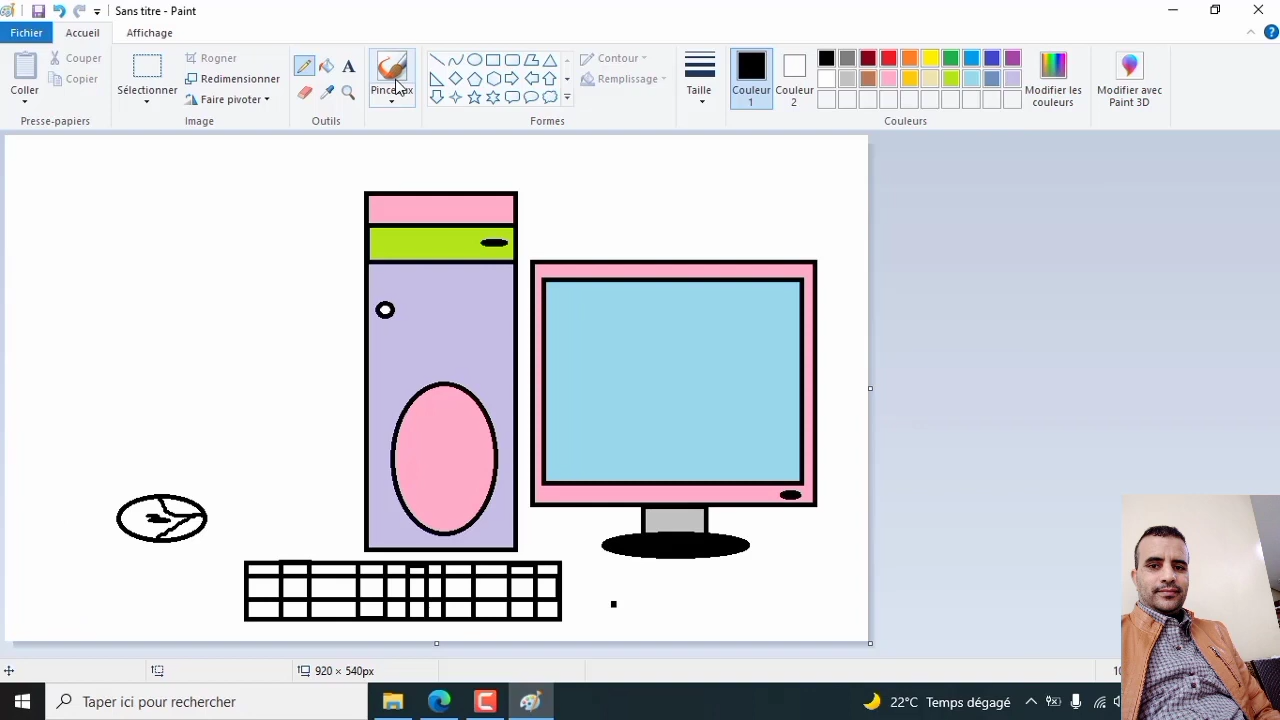 Sans titre - Paint
Fichier
Accueil
Affichage
Coller
Couper
Copier
Presse-papiers
Sélectionner
Rogner
Redimensionner
Faire pivoter
Image
Outils
Formes
Contour
Remplissage
Taille
Couleur
1
Couleur
2
Couleurs
Modifier les
couleurs
Modifier avec
Paint 3D
920 × 540px
Taper ici pour rechercher
22°C Temps dégagé